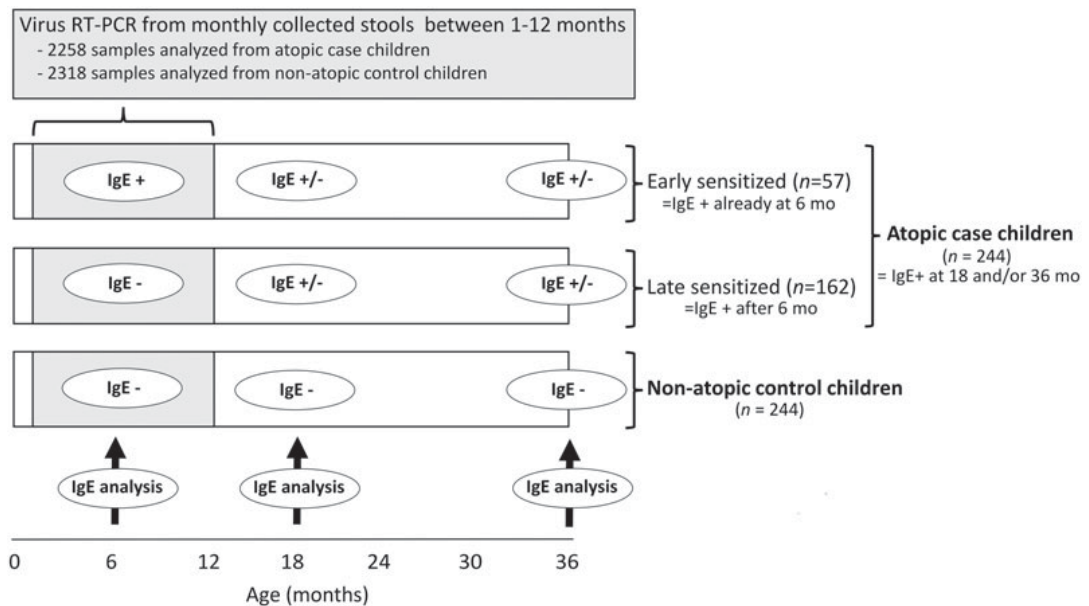 Virus RT-PCR from monthly collected stools between 1-12 months
- 2258 samples analyzed from atopic case children
- 2318 samples analyzed from non-atopic control children
IgE +
IgE +/-
IgE +/-
Early sensitized (n=57)
=IgE + already at 6 mo
IgE -
IgE +/-
IgE +/-
Late sensitized (n=162)
=IgE + after 6 mo
Atopic case children
(n = 244)
= IgE+ at 18 and/or 36 mo
IgE -
IgE -
IgE -
Non-atopic control children
(n = 244)
IgE analysis
IgE analysis
IgE analysis
0 6 12 18 24 30 36
Age (months)